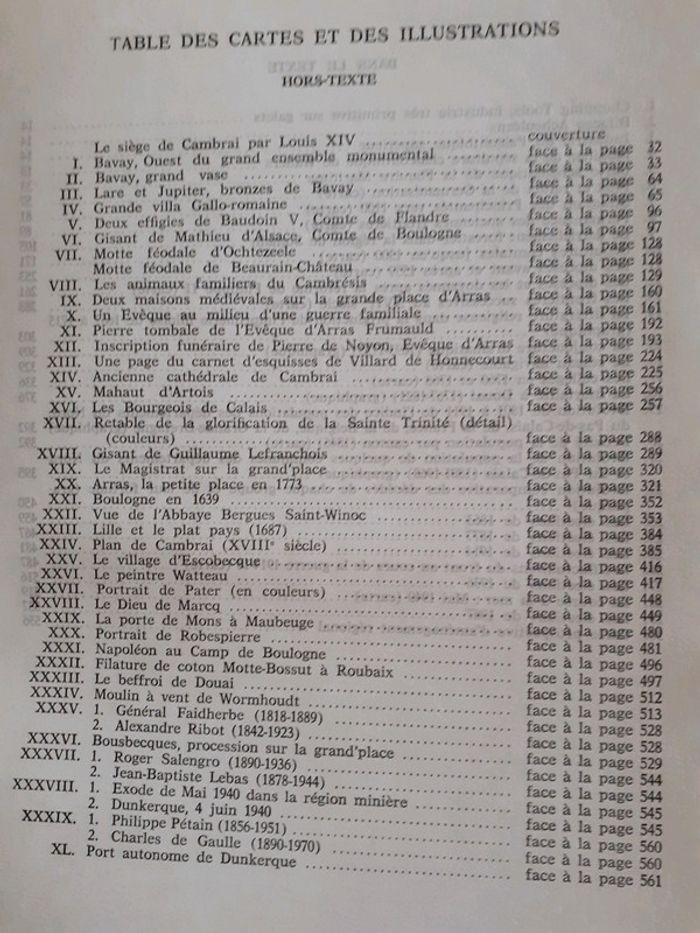 TABLE DES CARTES ET DES ILLUSTRATIONS
HORS-TEXTE
Le siège de Cambrai par Louis XIV .................... couverture
I. Bavay, Ouest du grand ensemble monumental .......... face à la page 32
II. Bavay, grand vase .................... face à la page 33
III. Lare et Jupiter, bronzes de Bavay .................... face à la page 64
IV. Grande villa Gallo-romaine .................... face à la page 65
V. Deux effigies de Baudoin V, Comte de Flandre .......... face à la page 96
VI. Gisant de Mathieu d'Alsace, Comte de Boulogne .......... face à la page 97
VII. Motte féodale d'Ochtezeele .................... face à la page 128
Motte féodale de Beaurain-Château .................... face à la page 128
VIII. Les animaux familiers du Cambrésis .................... face à la page 129
IX. Deux maisons médiévales sur la grande place d'Arras .. face à la page 160
X. Un Evêque au milieu d'une guerre familiale .......... face à la page 161
XI. Pierre tombale de l'Evêque d'Arras Frumauld .......... face à la page 192
XII. Inscription funéraire de Pierre de Noyon, Evêque d'Arras face à la page 193
XIII. Une page du carnet d'esquisses de Villard de Honnecourt face à la page 224
XIV. Ancienne cathédrale de Cambrai .................... face à la page 225
XV. Mahaut d'Artois .................... face à la page 256
XVI. Les Bourgeois de Calais .................... face à la page 257
XVII. Retable de la glorification de la Sainte Trinité (détail)
(couleurs) .................... face à la page 288
XVIII. Gisant de Guillaume Lefranchois .................... face à la page 289
XIX. Le Magistrat sur la grand'place .................... face à la page 320
XX. Arras, la petite place en 1773 .................... face à la page 321
XXI. Boulogne en 1639 .................... face à la page 352
XXII. Vue de l'Abbaye Bergues Saint-Winoc .................... face à la page 353
XXIII. Lille et le plat pays (1687) .................... face à la page 384
XXIV. Plan de Cambrai (XVIIIe siècle) .................... face à la page 385
XXV. Le village d'Escobecque .................... face à la page 416
XXVI. Le peintre Watteau .................... face à la page 417
XXVII. Portrait de Pater (en couleurs) .................... face à la page 448
XXVIII. Le Dieu de Marcq .................... face à la page 449
XXIX. La porte de Mons à Maubeuge .................... face à la page 480
XXX. Portrait de Robespierre .................... face à la page 481
XXXI. Napoléon au Camp de Boulogne .................... face à la page 496
XXXII. Filature de coton Motte-Bossut à Roubaix .......... face à la page 497
XXXIII. Le beffroi de Douai .................... face à la page 512
XXXIV. Moulin à vent de Wormhoudt .................... face à la page 513
XXXV. 1. Général Faidherbe (1818-1889) .................... face à la page 528
2. Alexandre Ribot (1842-1923) .................... face à la page 528
XXXVI. Bousbecques, procession sur la grand'place .......... face à la page 529
XXXVII. 1. Roger Salengro (1890-1936) .................... face à la page 544
2. Jean-Baptiste Lebas (1878-1944) .................... face à la page 544
XXXVIII. 1. Exode de Mai 1940 dans la région minière .......... face à la page 545
2. Dunkerque, 4 juin 1940 .................... face à la page 545
XXXIX. 1. Philippe Pétain (1856-1951) .................... face à la page 560
2. Charles de Gaulle (1890-1970) .................... face à la page 560
XL. Port autonome de Dunkerque .................... face à la page 561